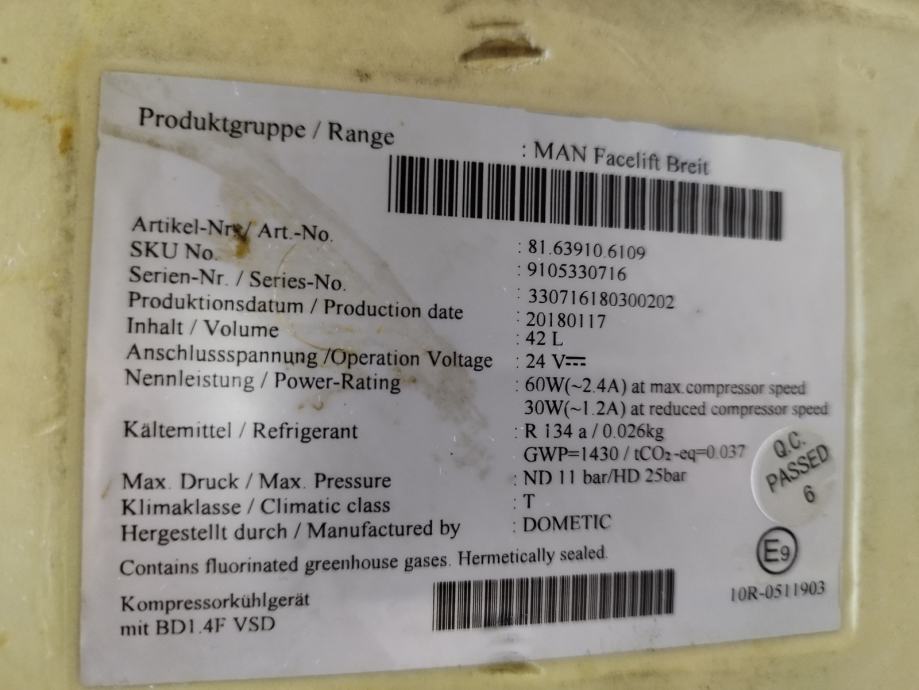 Produktgruppe / Range : MAN Facelift Breit
Artikel-Nr. / Art.-No. : 81.63910.6109
SKU No. : 9105330716
Serien-Nr. / Series-No. : 330716180300202
Produktionsdatum / Production date : 20180117
Inhalt / Volume : 42 L
Anschlussspannung /Operation Voltage : 24 V⎓
Nennleistung / Power-Rating : 60W(~2.4A) at max.compressor speed
30W(~1.2A) at reduced compressor speed
Kältemittel / Refrigerant : R 134 a / 0.026kg
GWP=1430 / tCO₂-eq=0.037
Max. Druck / Max. Pressure : ND 11 bar/HD 25bar
Klimaklasse / Climatic class : T
Hergestellt durch / Manufactured by : DOMETIC
Contains fluorinated greenhouse gases. Hermetically sealed.
Kompressorkühlgerät
mit BD1.4F VSD
Q.C.
PASSED
6
E9
10R-0511903